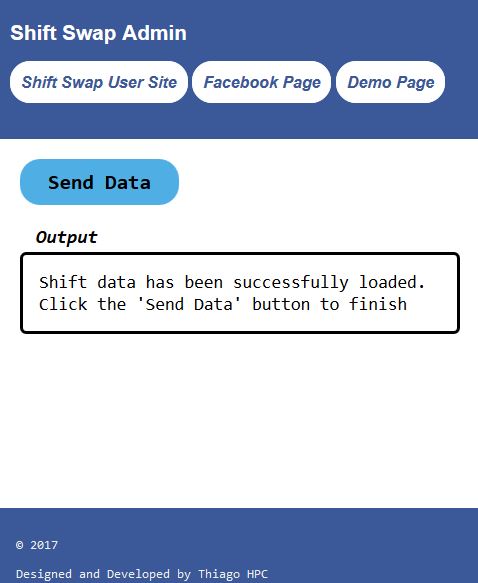 Shift Swap Admin
Shift Swap User Site Facebook Page Demo Page
Send Data
Output
Shift data has been successfully loaded.
Click the 'Send Data' button to finish
© 2017
Designed and Developed by Thiago HPC